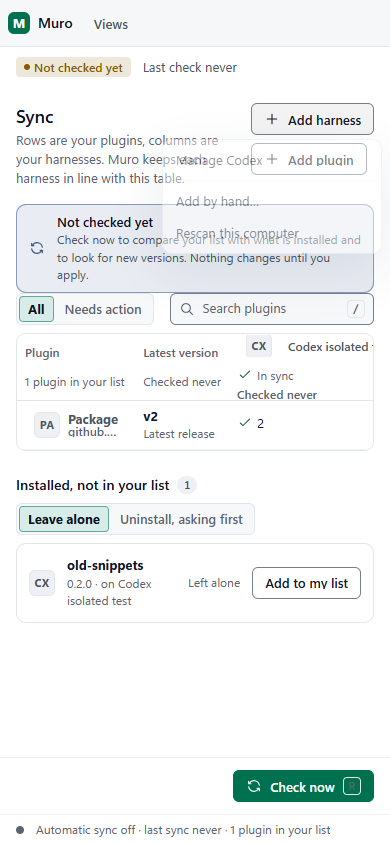 M Muro Views
Not checked yet Last check never
Sync
Add harness
Rows are your plugins, columns are
your harnesses. Muro keeps each
harness in line with this table.
Manage Codex
Add plugin
Add by hand...
Rescan this computer
Not checked yet
Check now to compare your list with what is installed and
to look for new versions. Nothing changes until you
apply.
All Needs action Search plugins /
Plugin Latest version CX Codex isolated
1 plugin in your list Checked never In sync
Checked never
PA Package v2 2
github.... Latest release
Installed, not in your list 1
Leave alone Uninstall, asking first
old-snippets
CX 0.2.0 · on Codex Left alone Add to my list
isolated test
Check now R
Automatic sync off · last sync never · 1 plugin in your list